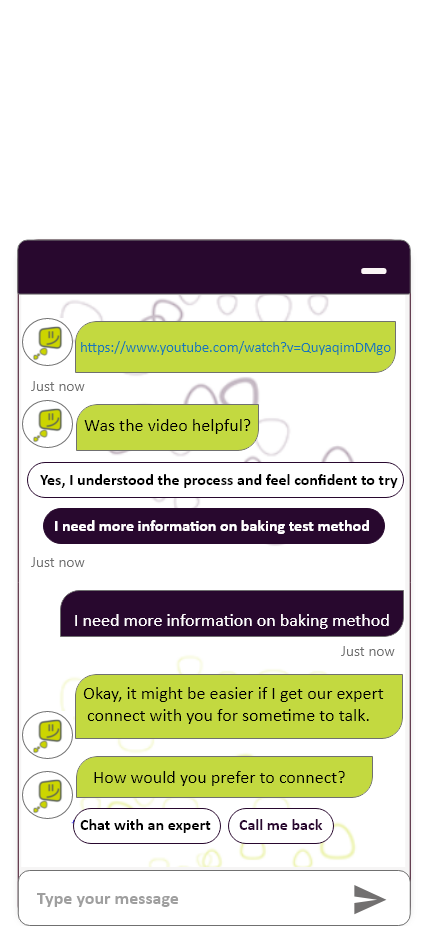 https://www.youtube.com/watch?v=QuyaqimDMgo
Just now
Was the video helpful?
Yes, I understood the process and feel confident to try
I need more information on baking test method
Just now
I need more information on baking method
Just now
Okay, it might be easier if I get our expert
connect with you for sometime to talk.
How would you prefer to connect?
Chat with an expert
Call me back
Type your message